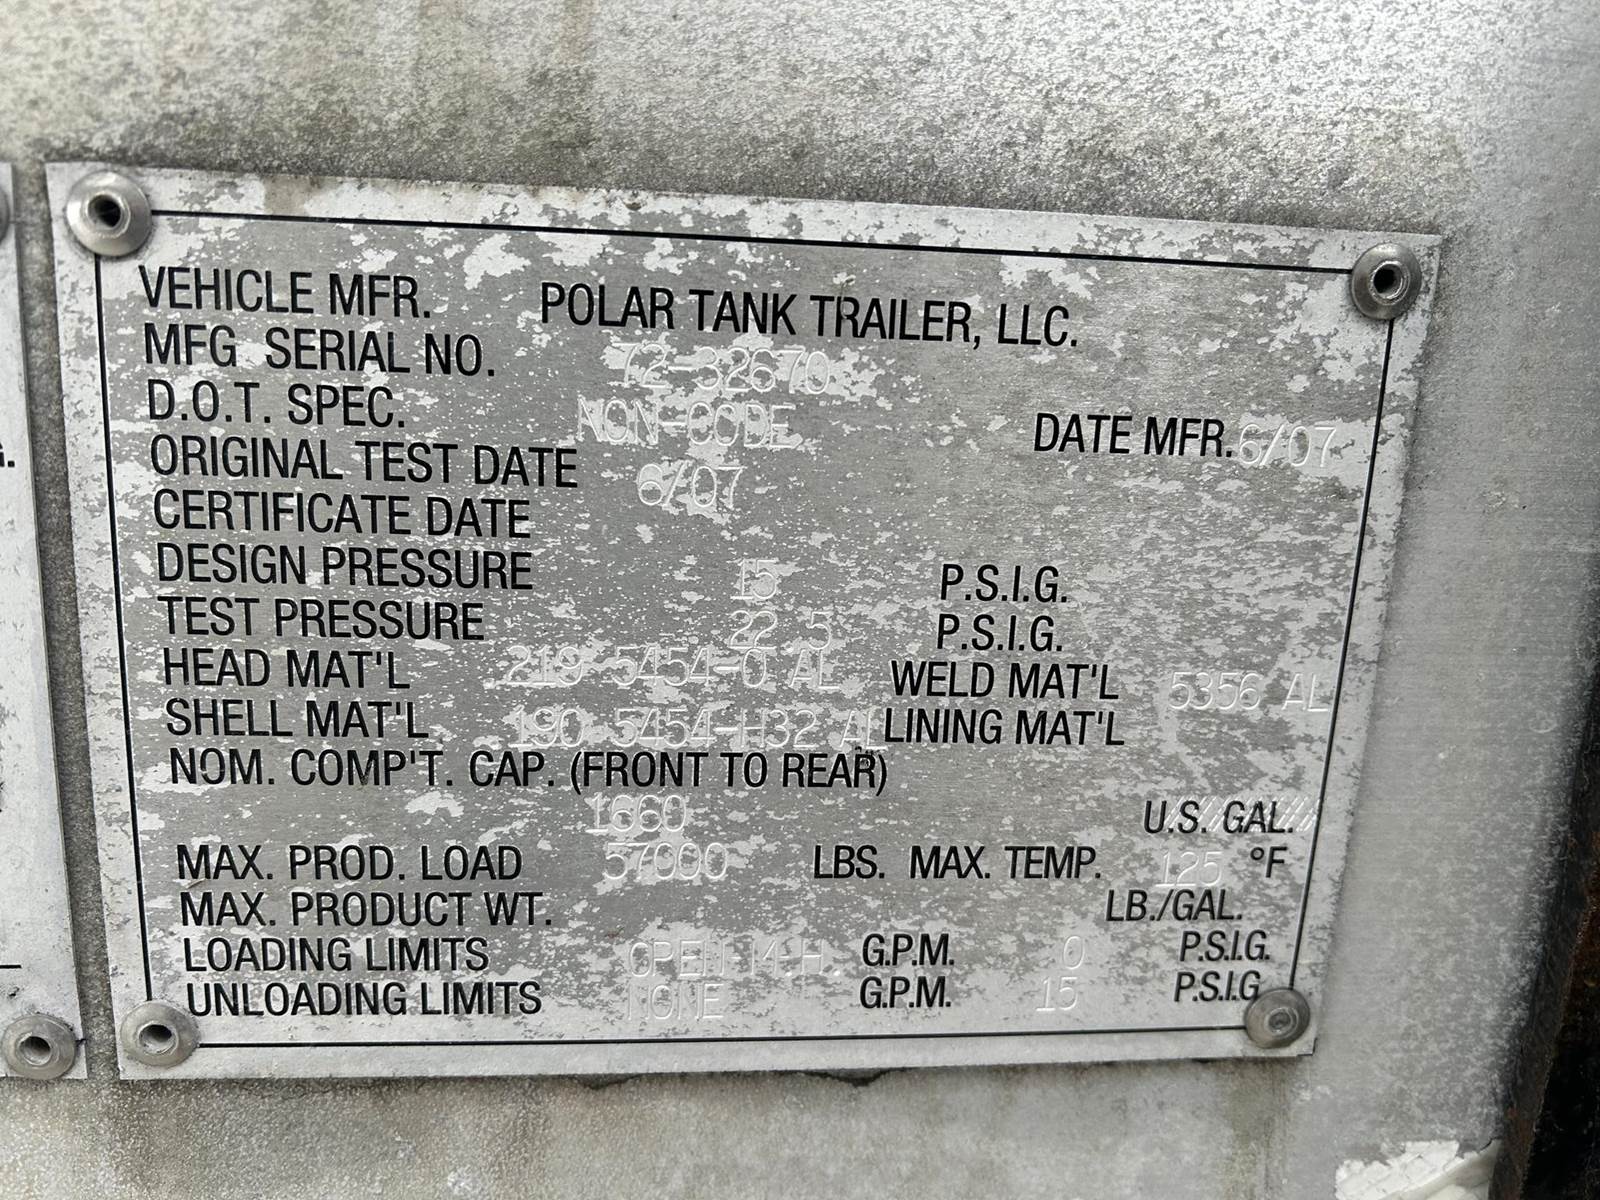 VEHICLE MFR. POLAR TANK TRAILER, LLC.
MFG SERIAL NO. 72-32670
D.O.T. SPEC. NON-CODE DATE MFR. 6/07
ORIGINAL TEST DATE 6/07
CERTIFICATE DATE
DESIGN PRESSURE 15 P.S.I.G.
TEST PRESSURE 22.5 P.S.I.G.
HEAD MAT'L .219 5454-0 AL WELD MAT'L 5356 AL
SHELL MAT'L .190 5454-H32 AL LINING MAT'L
NOM. COMP'T. CAP. (FRONT TO REAR)
1660 U.S. GAL.
MAX. PROD. LOAD 57000 LBS. MAX. TEMP. 125 °F
MAX. PRODUCT WT. LB./GAL.
LOADING LIMITS OPEN M.H. G.P.M. 0 P.S.I.G.
UNLOADING LIMITS NONE G.P.M. 15 P.S.I.G